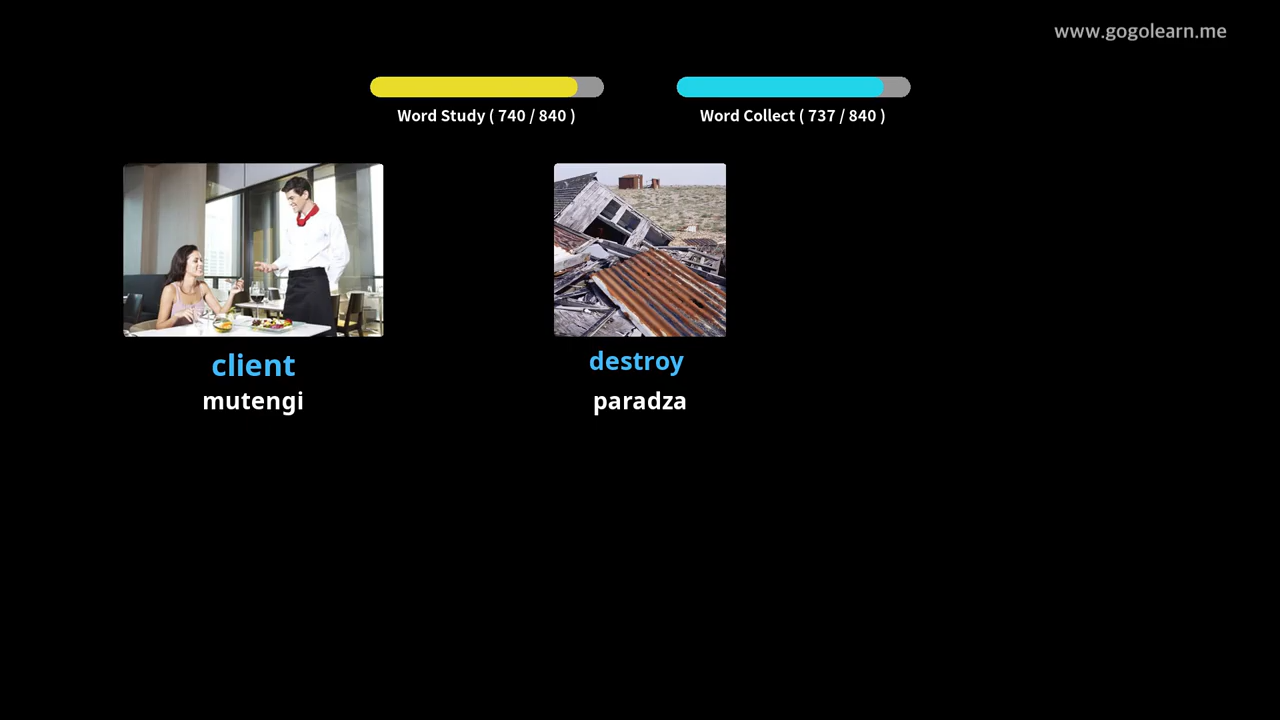 www.gogolearn.me
Word Study ( 740 / 840 )
Word Collect ( 737 / 840 )
client
mutengi
destroy
paradza